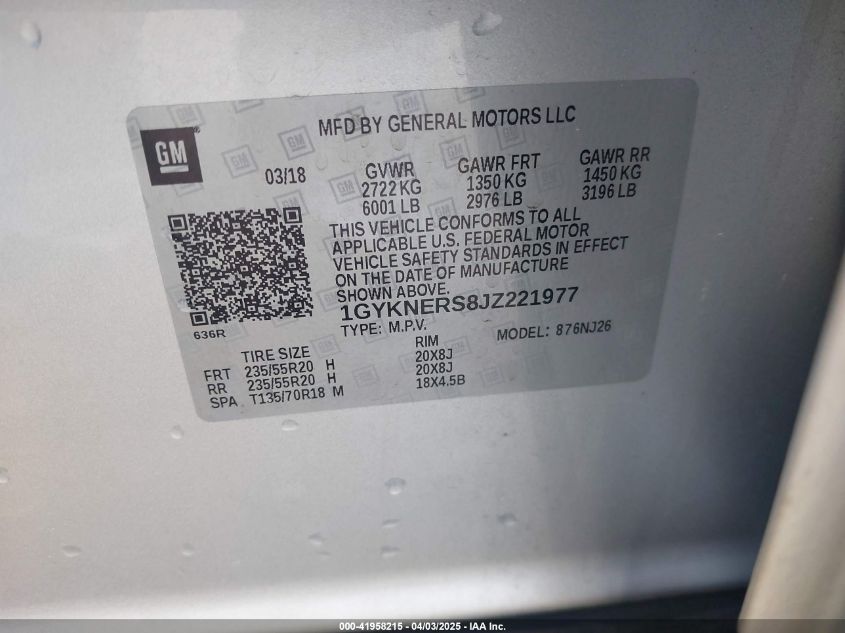 MFD BY GENERAL MOTORS LLC
GM
03/18
GVWR
2722 KG
6001 LB
GAWR FRT
1350 KG
2976 LB
GAWR RR
1450 KG
3196 LB
THIS VEHICLE CONFORMS TO ALL
APPLICABLE U.S. FEDERAL MOTOR
VEHICLE SAFETY STANDARDS IN EFFECT
ON THE DATE OF MANUFACTURE
SHOWN ABOVE.
1GYKNERS8JZ221977
636R
TYPE: M.P.V.
MODEL: 876NJ26
TIRE SIZE RIM
FRT 235/55R20 H 20X8J
RR 235/55R20 H 20X8J
SPA T135/70R18 M 18X4.5B
000-41958215 - 04/03/2025 - IAA Inc.